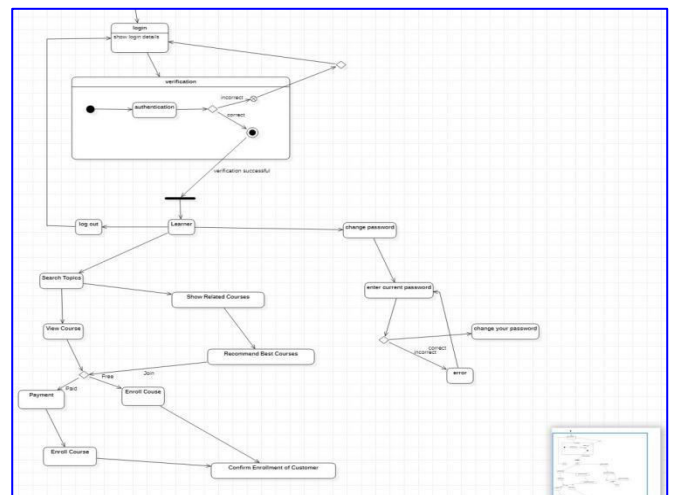 login
show login details
verification
incorrect
authentication
correct
verification successful
log out
Learner
change password
Search Topics
enter current password
Show Related Courses
View Course
change your password
correct
incorrect
Recommend Best Courses
error
Join
Free
Paid
Payment
Enroll Couse
Enroll Course
Confirm Enrollment of Customer